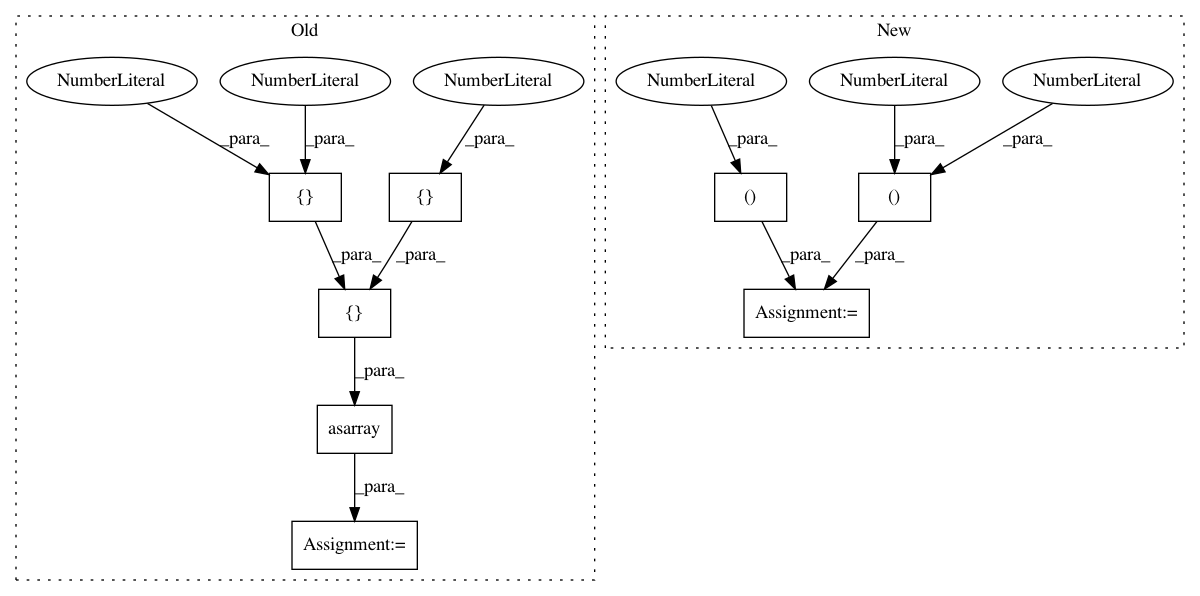 Old
New
NumberLiteral NumberLiteral NumberLiteral NumberLiteral NumberLiteral NumberLiteral
_para_ _para_ _para_ _para_ _para_ _para_
{} {} () ()
_para_ _para_ _para_ _para_
{} Assignment:=
_para_
asarray
_para_
Assignment:=